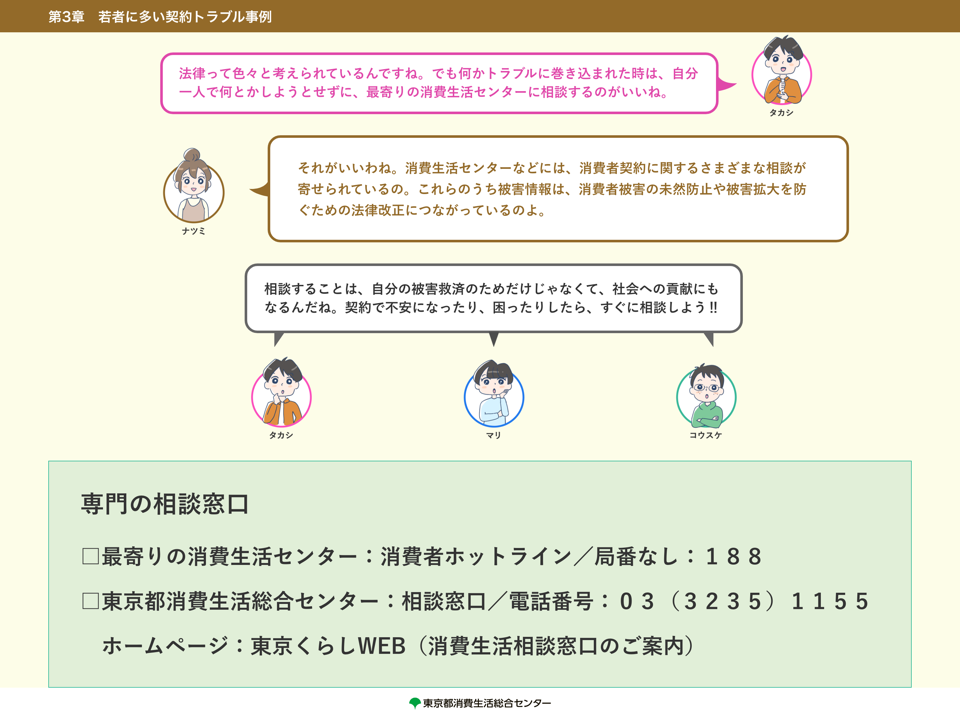 第3章　若者に多い契約トラブル事例
法律って色々と考えられているんですね。でも何かトラブルに巻き込まれた時は、自分
一人で何とかしようとせずに、最寄りの消費生活センターに相談するのがいいね。
タカシ
それがいいわね。消費生活センターなどには、消費者契約に関するさまざまな相談が
寄せられているの。これらのうち被害情報は、消費者被害の未然防止や被害拡大を防
ぐための法律改正につながっているのよ。
ナツミ
相談することは、自分の被害救済のためだけじゃなくて、社会への貢献にも
なるんだね。契約で不安になったり、困ったりしたら、すぐに相談しよう!!
タカシ
マリ
コウスケ
専門の相談窓口
□最寄りの消費生活センター：消費者ホットライン／局番なし：１８８
□東京都消費生活総合センター：相談窓口／電話番号：０３（３２３５）１１５５
ホームページ：東京くらしWEB（消費生活相談窓口のご案内）
東京都消費生活総合センター